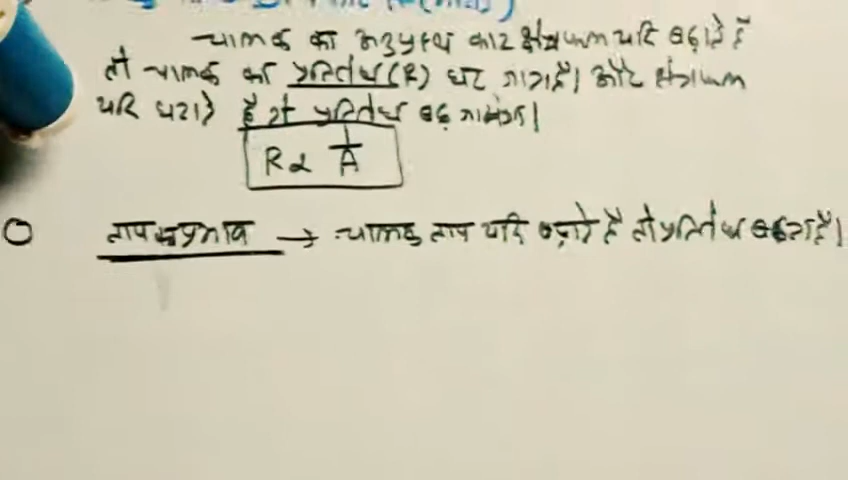 चालक का अनुप्रस्थ काट क्षेत्रफल यदि बढ़ाते हैं
तो चालक का प्रतिरोध (R) घट जाता है। और क्षेत्रफल
यदि घटाते हैं तो प्रतिरोध बढ़ जायेगा।
R α 1/A
ताप का प्रभाव → चालक ताप यदि बढ़ाते हैं तो प्रतिरोध बढ़ता है।